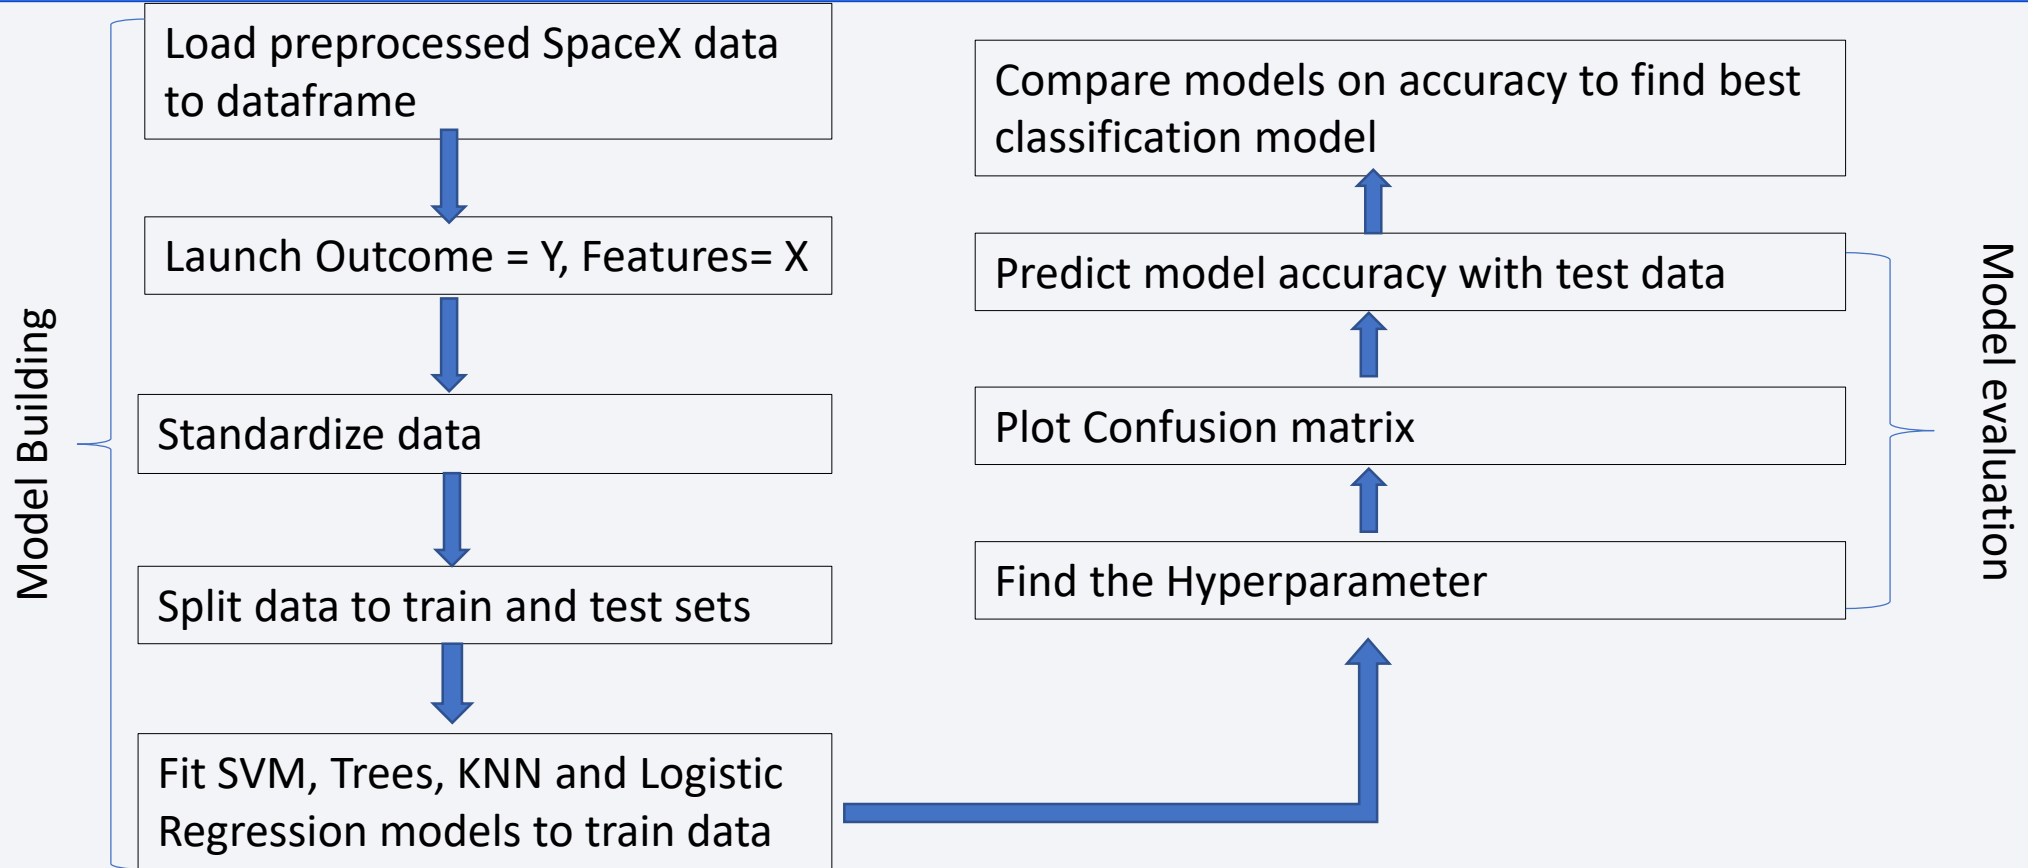 Model Building
Load preprocessed SpaceX data
to dataframe
Launch Outcome = Y, Features= X
Standardize data
Split data to train and test sets
Fit SVM, Trees, KNN and Logistic
Regression models to train data
Find the Hyperparameter
Plot Confusion matrix
Predict model accuracy with test data
Compare models on accuracy to find best
classification model
Model evaluation